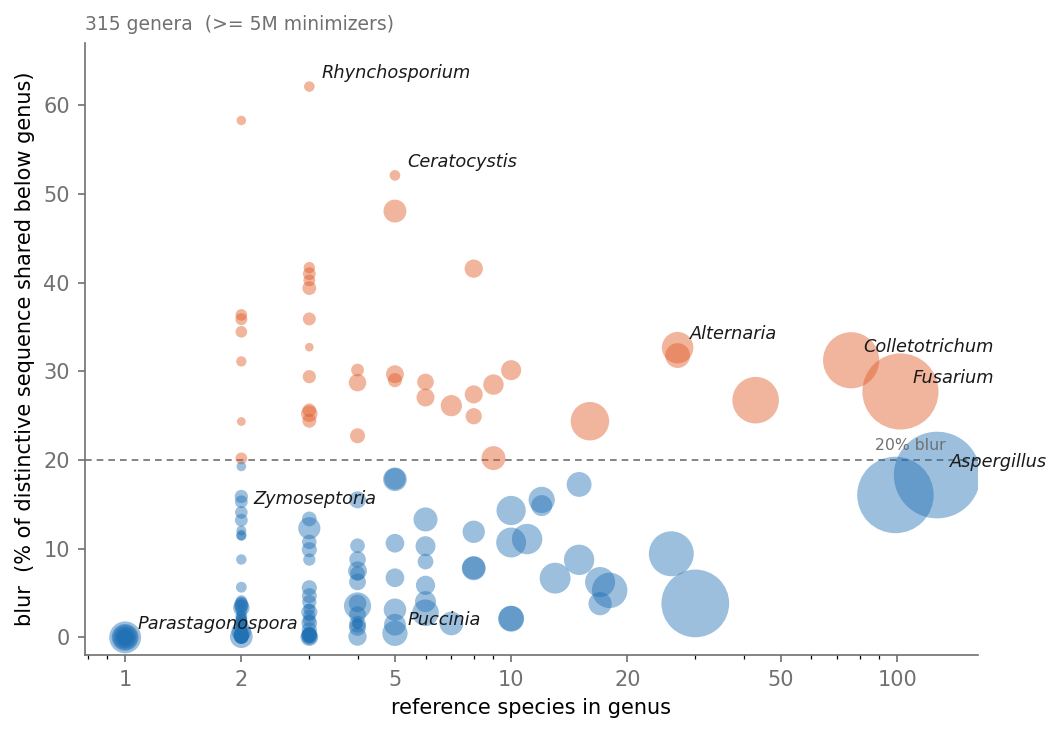 315 genera  (>= 5M minimizers)
blur  (% of distinctive sequence shared below genus)
60
50
40
30
20
10
0
Rhynchosporium
Ceratocystis
Alternaria
Colletotrichum
Fusarium
20% blur
Aspergillus
Zymoseptoria
Parastagonospora
Puccinia
1
2
5
10
20
50
100
reference species in genus